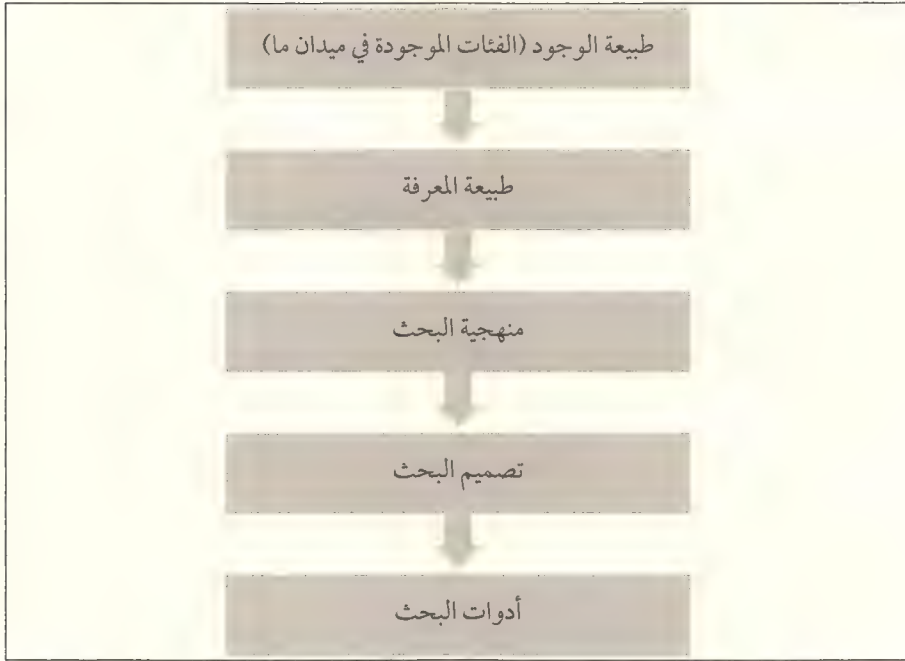 طبيعة الوجود (الفئات الموجودة في ميدان ما)
طبيعة المعرفة
منهجية البحث
تصميم البحث
أدوات البحث